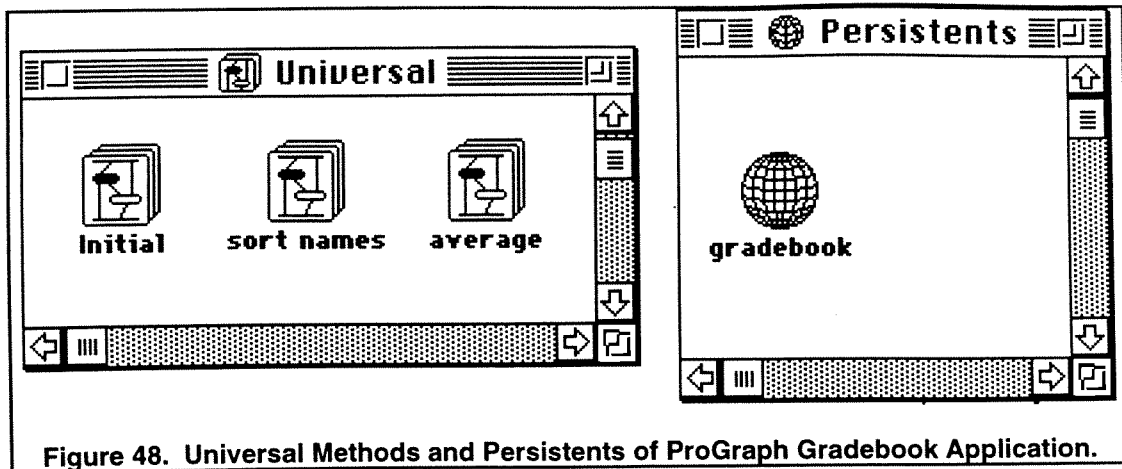 Universal
Initial
sort names
average
Persistents
gradebook
Figure 48. Universal Methods and Persistents of ProGraph Gradebook Application.